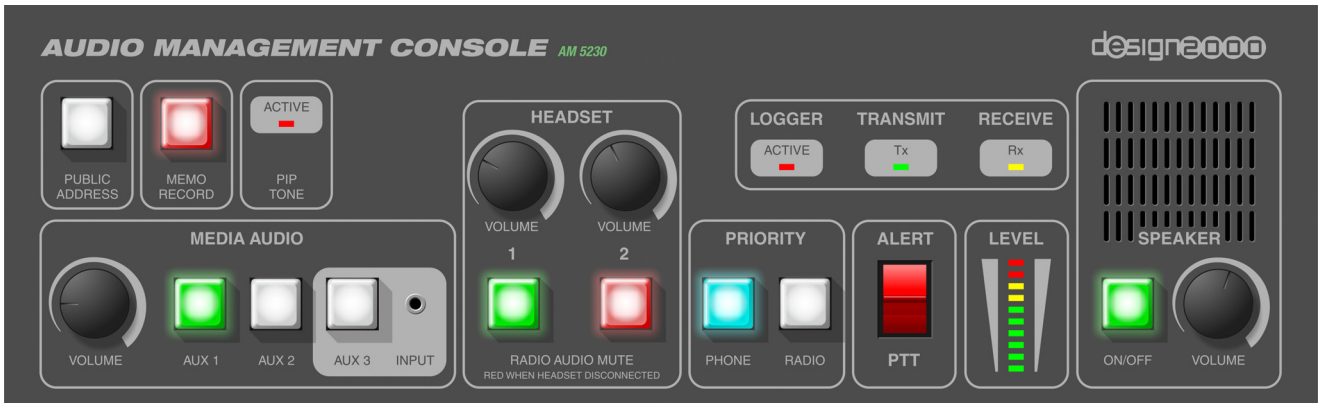 AUDIO MANAGEMENT CONSOLE AM 5230
design2000
PUBLIC
ADDRESS
MEMO
RECORD
ACTIVE
PIP
TONE
HEADSET
VOLUME
VOLUME
1
2
RADIO AUDIO MUTE
RED WHEN HEADSET DISCONNECTED
LOGGER
TRANSMIT
RECEIVE
ACTIVE
Tx
Rx
MEDIA AUDIO
VOLUME
AUX 1
AUX 2
AUX 3
INPUT
PRIORITY
PHONE
RADIO
ALERT
PTT
LEVEL
SPEAKER
ON/OFF
VOLUME